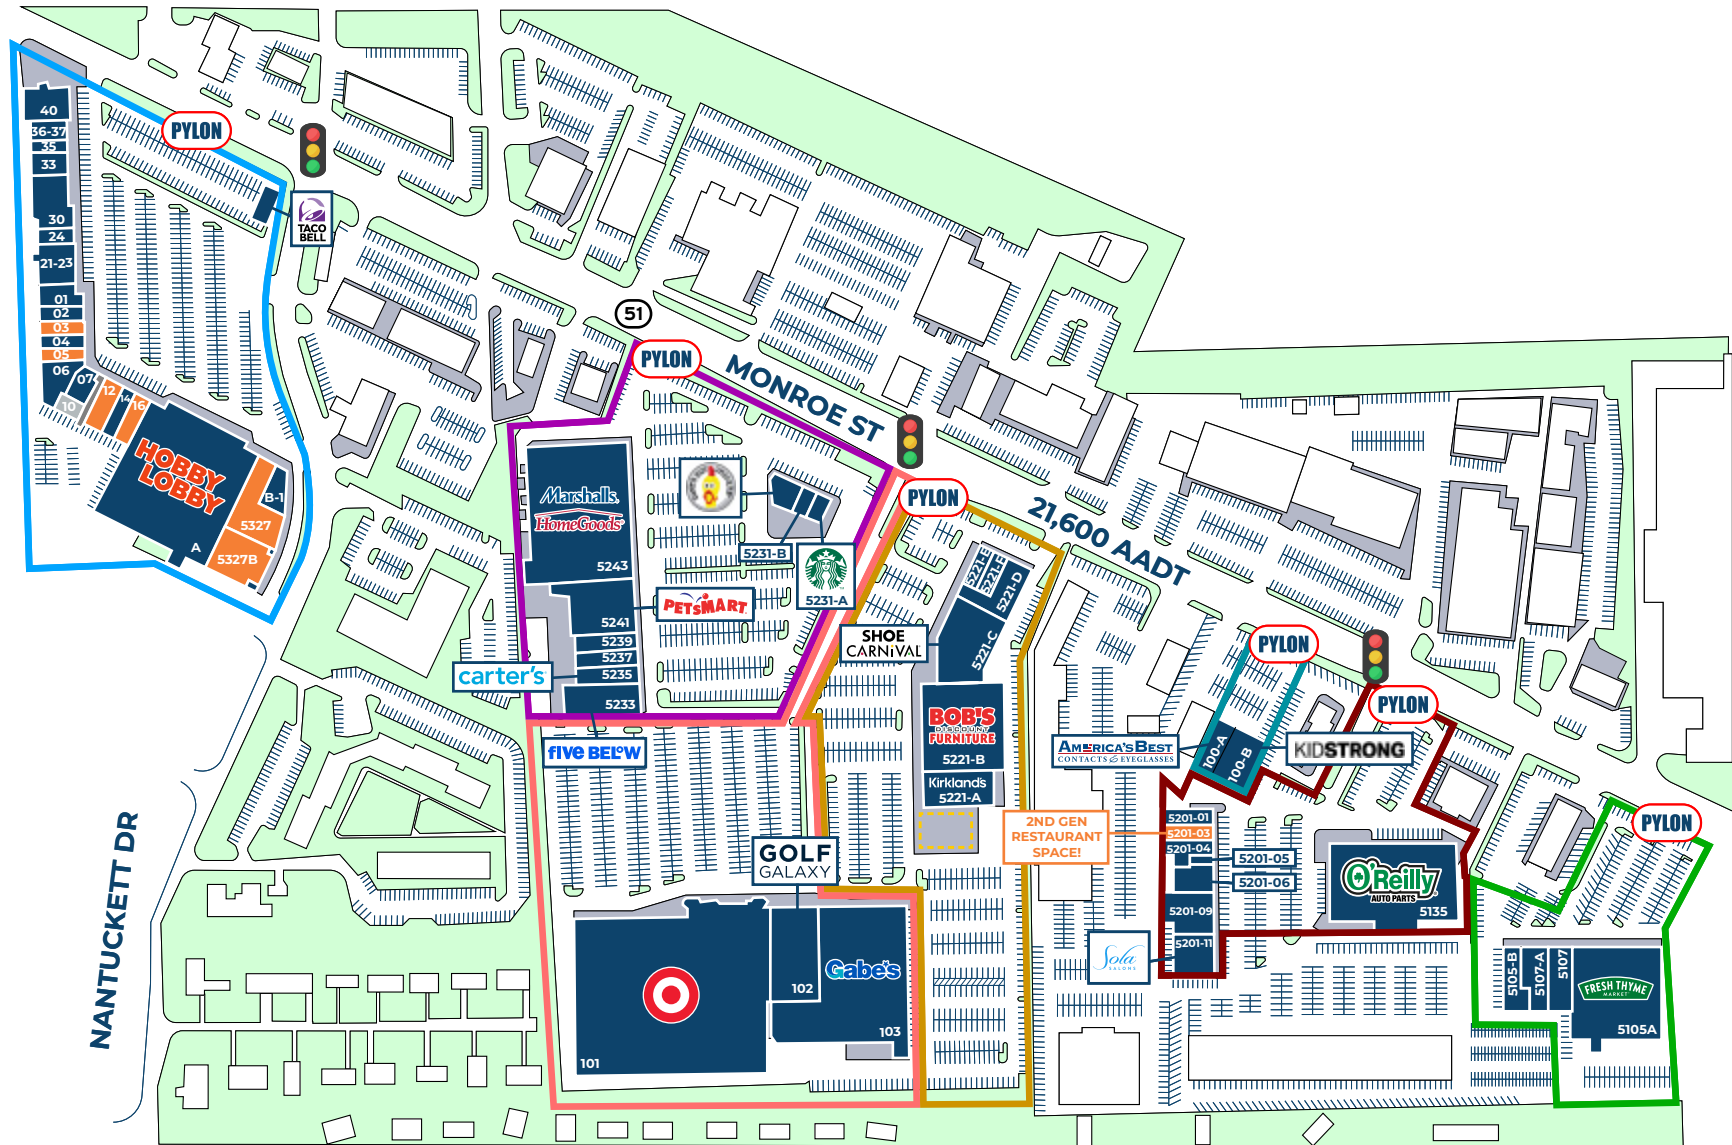 PYLON
TACO
BELL
40
36-37
35
33
30
24
21-23
01
02
03
04
05
06
07
10
12
14
16
HOBBY
LOBBY
A
B-1
5327
5327B
51
PYLON
MONROE ST
21,600 AADT
Marshalls
HomeGoods
5243
5241
5239
5237
5235
5233
PETSMART
carter's
five BELOW
5231-B
5231-A
PYLON
5221-E
5221-F
5221-D
5221-C
SHOE
CARNiVAL
BOB'S
DISCOUNT
FURNITURE
5221-B
Kirkland's
5221-A
GOLF
GALAXY
Gabe's
101
102
103
2ND GEN
RESTAURANT
SPACE!
PYLON
AMERICA'S BEST
CONTACTS & EYEGLASSES
100-A
100-B
KIDSTRONG
PYLON
5201-01
5201-03
5201-04
5201-05
5201-06
5201-09
5201-11
Sola
SALONS
O'Reilly
AUTO PARTS
5135
PYLON
5105-B
5107-A
5107
FRESH THYME
MARKET
5105A
NANTUCKETT DR